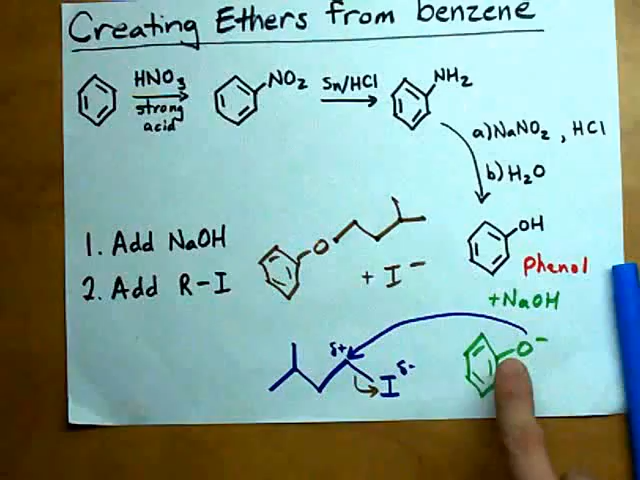 Creating Ethers from benzene
HNO3
strong
acid
NO2
Sn/HCl
NH2
a) NaNO2, HCl
b) H2O
OH
Phenol
+NaOH
1. Add NaOH
2. Add R-I
O
+ I-
δ+
I δ-
O-